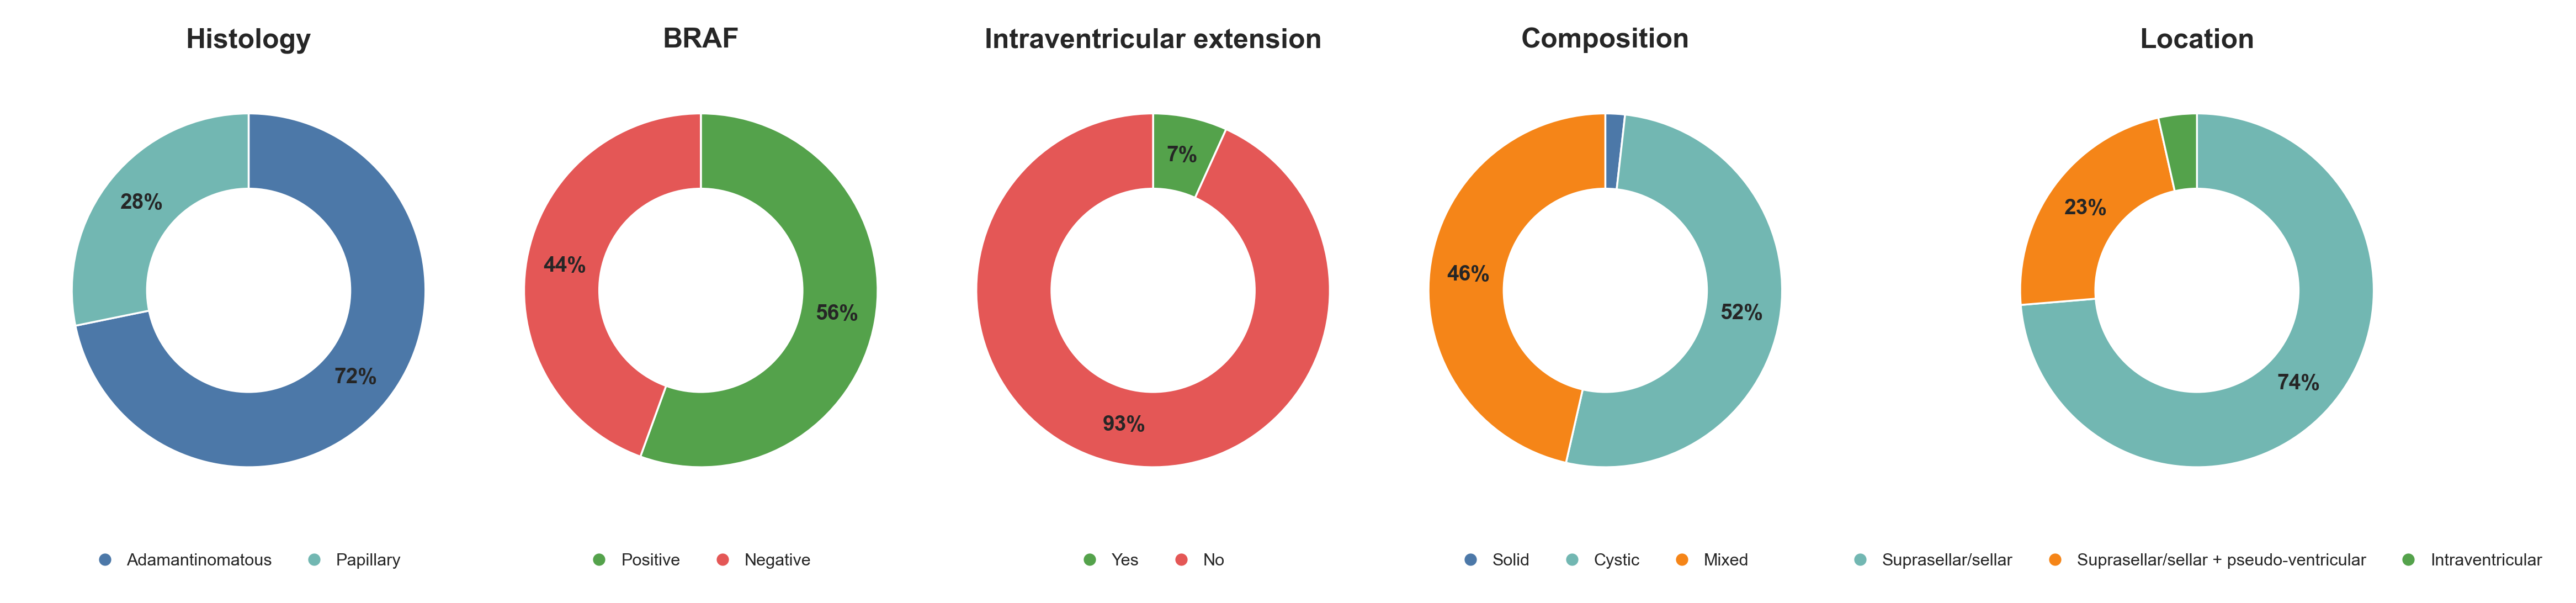 Histology
BRAF
Intraventricular extension
Composition
Location
28%
72%
44%
56%
7%
93%
46%
52%
23%
74%
Adamantinomatous
Papillary
Positive
Negative
Yes
No
Solid
Cystic
Mixed
Suprasellar/sellar
Suprasellar/sellar + pseudo-ventricular
Intraventricular